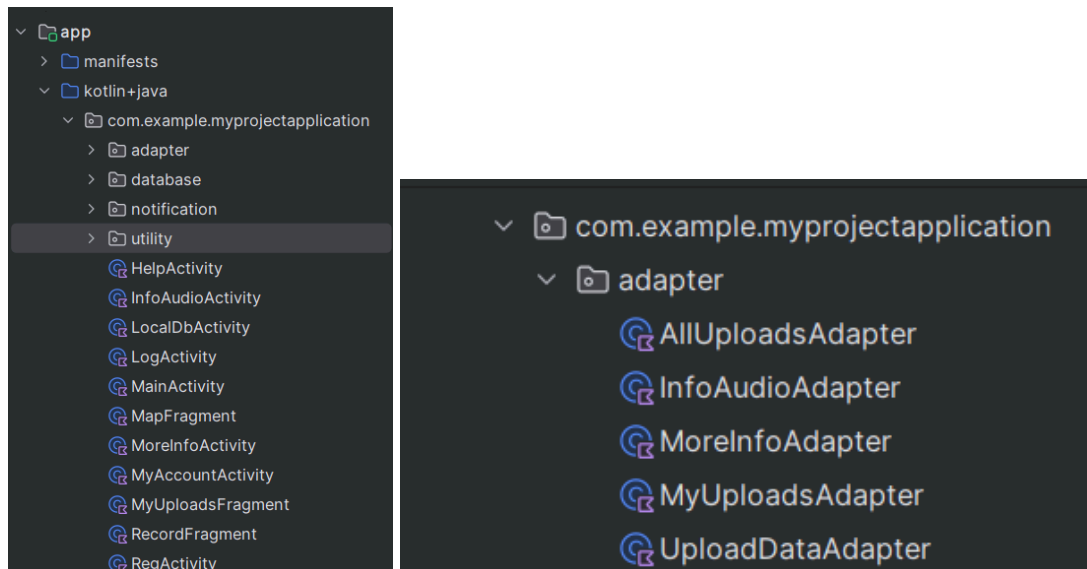 app
manifests
kotlin+java
com.example.myprojectapplication
adapter
database
notification
utility
HelpActivity
InfoAudioActivity
LocalDbActivity
LogActivity
MainActivity
MapFragment
MoreInfoActivity
MyAccountActivity
MyUploadsFragment
RecordFragment
RegActivity
com.example.myprojectapplication
adapter
AllUploadsAdapter
InfoAudioAdapter
MoreInfoAdapter
MyUploadsAdapter
UploadDataAdapter